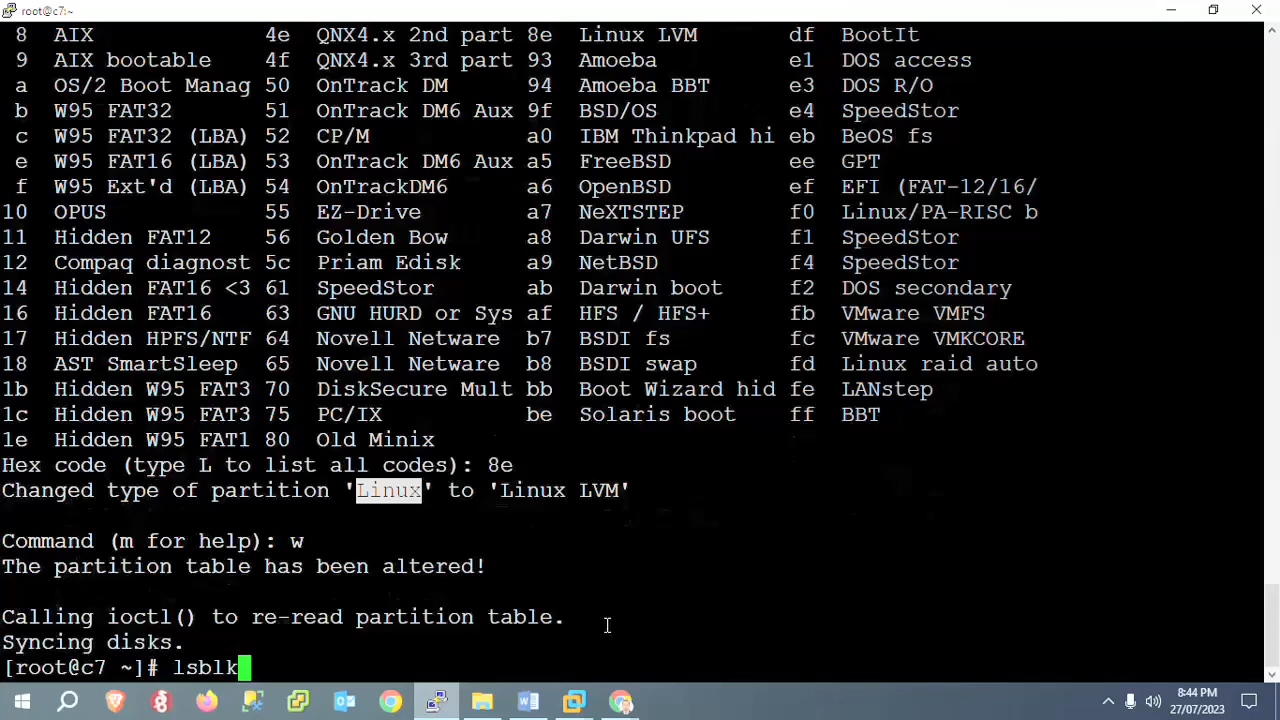 root@c7:~
8 AIX 4e QNX4.x 2nd part 8e Linux LVM df BootIt
9 AIX bootable 4f QNX4.x 3rd part 93 Amoeba e1 DOS access
a OS/2 Boot Manag 50 OnTrack DM 94 Amoeba BBT e3 DOS R/O
b W95 FAT32 51 OnTrack DM6 Aux 9f BSD/OS e4 SpeedStor
c W95 FAT32 (LBA) 52 CP/M a0 IBM Thinkpad hi eb BeOS fs
e W95 FAT16 (LBA) 53 OnTrack DM6 Aux a5 FreeBSD ee GPT
f W95 Ext'd (LBA) 54 OnTrackDM6 a6 OpenBSD ef EFI (FAT-12/16/
10 OPUS 55 EZ-Drive a7 NeXTSTEP f0 Linux/PA-RISC b
11 Hidden FAT12 56 Golden Bow a8 Darwin UFS f1 SpeedStor
12 Compaq diagnost 5c Priam Edisk a9 NetBSD f4 SpeedStor
14 Hidden FAT16 <3 61 SpeedStor ab Darwin boot f2 DOS secondary
16 Hidden FAT16 63 GNU HURD or Sys af HFS / HFS+ fb VMware VMFS
17 Hidden HPFS/NTF 64 Novell Netware b7 BSDI fs fc VMware VMKCORE
18 AST SmartSleep 65 Novell Netware b8 BSDI swap fd Linux raid auto
1b Hidden W95 FAT3 70 DiskSecure Mult bb Boot Wizard hid fe LANstep
1c Hidden W95 FAT3 75 PC/IX be Solaris boot ff BBT
1e Hidden W95 FAT1 80 Old Minix
Hex code (type L to list all codes): 8e
Changed type of partition 'Linux' to 'Linux LVM'
Command (m for help): w
The partition table has been altered!
Calling ioctl() to re-read partition table.
Syncing disks.
[root@c7 ~]# lsblk
8:44 PM
27/07/2023